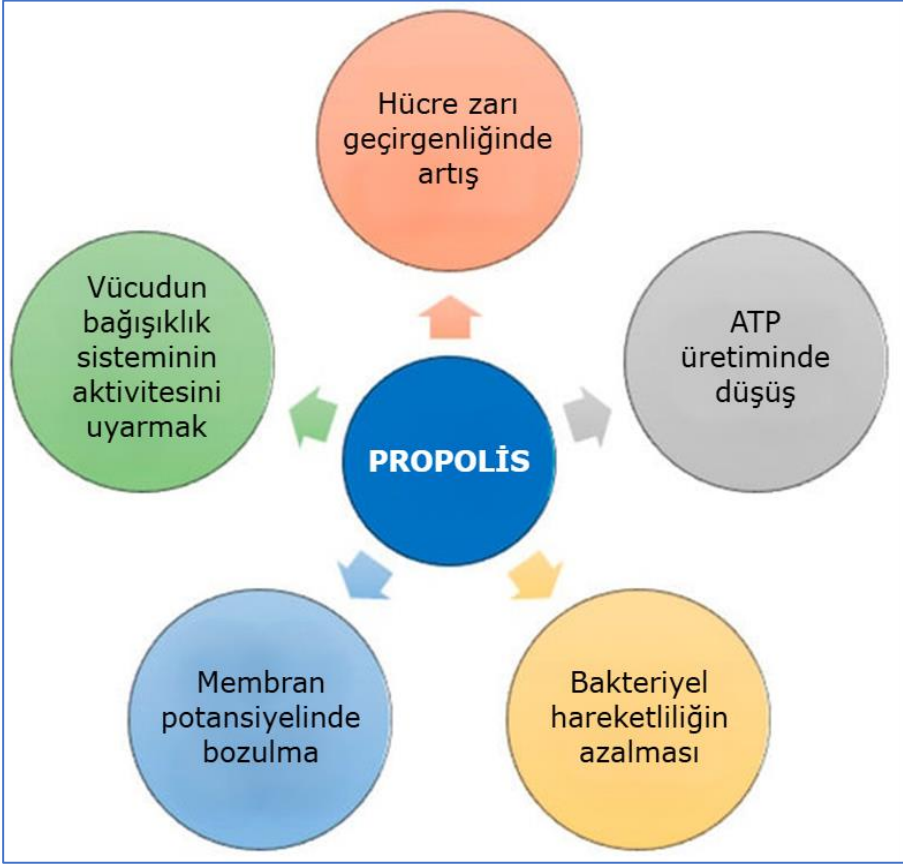 Hücre zarı
geçirgenliğinde
artış
Vücudun
bağışıklık
sisteminin
aktivitesini
uyarmak
ATP
üretiminde
düşüş
PROPOLİS
Membran
potansiyelinde
bozulma
Bakteriyel
hareketliliğin
azalması